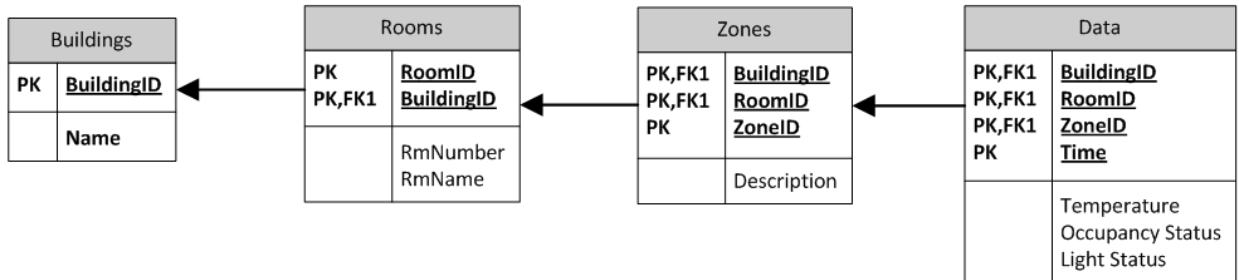 Buildings
PK BuildingID
Name
Rooms
PK RoomID
PK,FK1 BuildingID
RmNumber
RmName
Zones
PK,FK1 BuildingID
PK,FK1 RoomID
PK ZoneID
Description
Data
PK,FK1 BuildingID
PK,FK1 RoomID
PK,FK1 ZoneID
PK Time
Temperature
Occupancy Status
Light Status